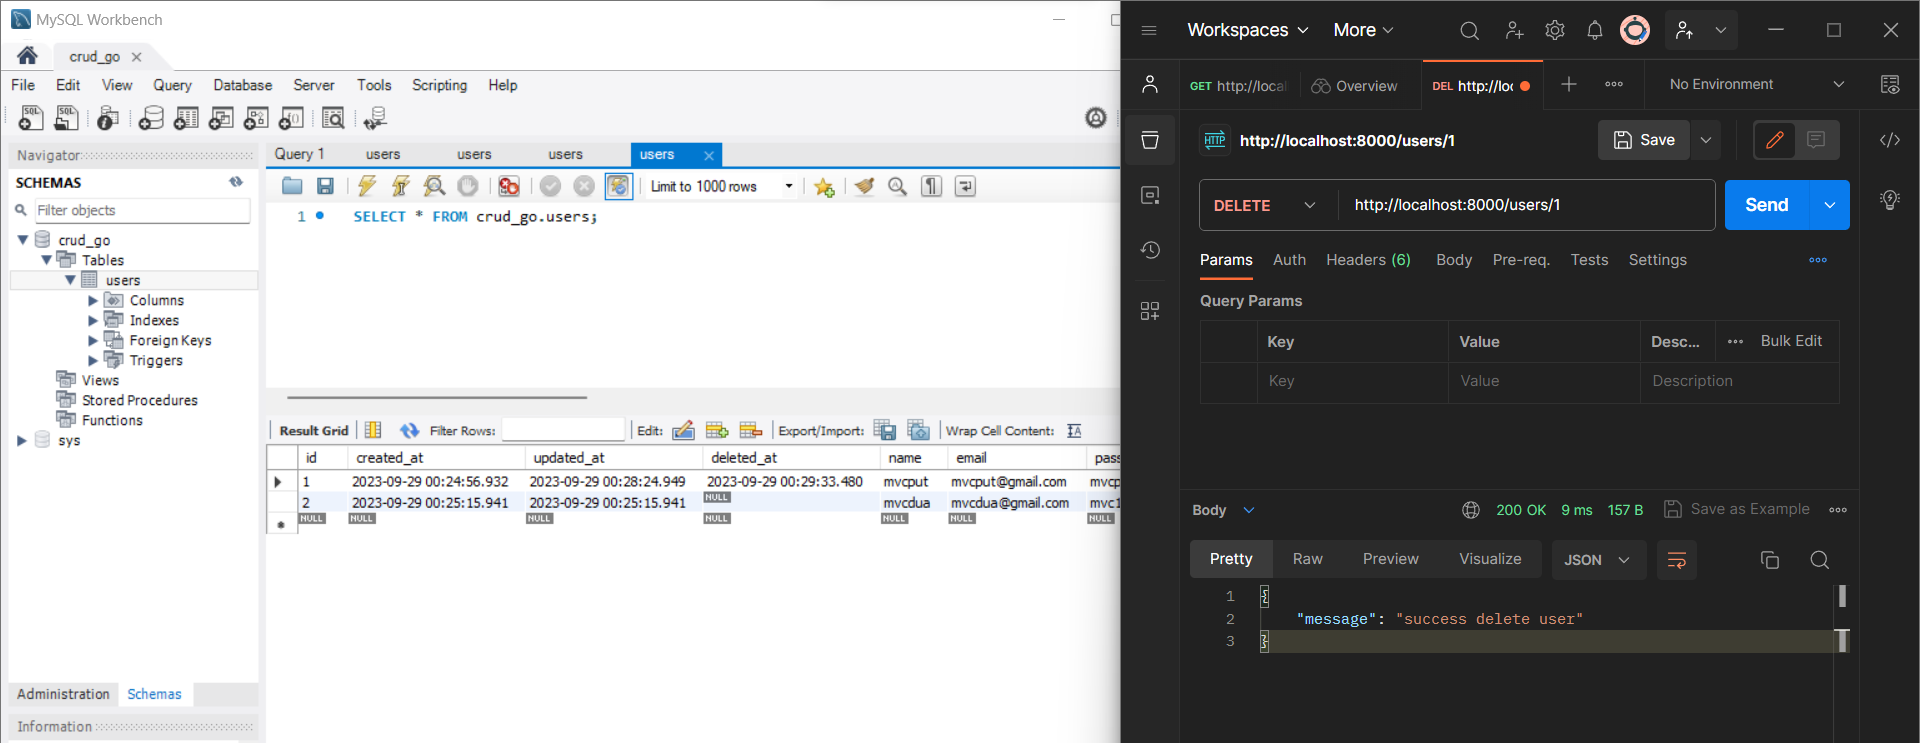 MySQL Workbench
crud_go
File Edit View Query Database Server Tools Scripting Help
Navigator
SCHEMAS
Filter objects
crud_go
Tables
users
Columns
Indexes
Foreign Keys
Triggers
Views
Stored Procedures
Functions
sys
Administration Schemas
Information
Query 1 users users users users
Limit to 1000 rows
1 SELECT * FROM crud_go.users;
Result Grid Filter Rows: Edit: Export/Import: Wrap Cell Content:
id created_at updated_at deleted_at name email pass
1 2023-09-29 00:24:56.932 2023-09-29 00:28:24.949 2023-09-29 00:29:33.480 mvcput mvcput@gmail.com mvcp
2 2023-09-29 00:25:15.941 2023-09-29 00:25:15.941 NULL mvcdua mvcdua@gmail.com mvc1
NULL NULL NULL NULL NULL NULL NULL
Workspaces More
GET http://local Overview DEL http://loc No Environment
HTTP http://localhost:8000/users/1 Save
DELETE http://localhost:8000/users/1 Send
Params Auth Headers (6) Body Pre-req. Tests Settings
Query Params
Key Value Desc... Bulk Edit
Key Value Description
Body 200 OK 9 ms 157 B Save as Example
Pretty Raw Preview Visualize JSON
1 {
2 "message": "success delete user"
3 }